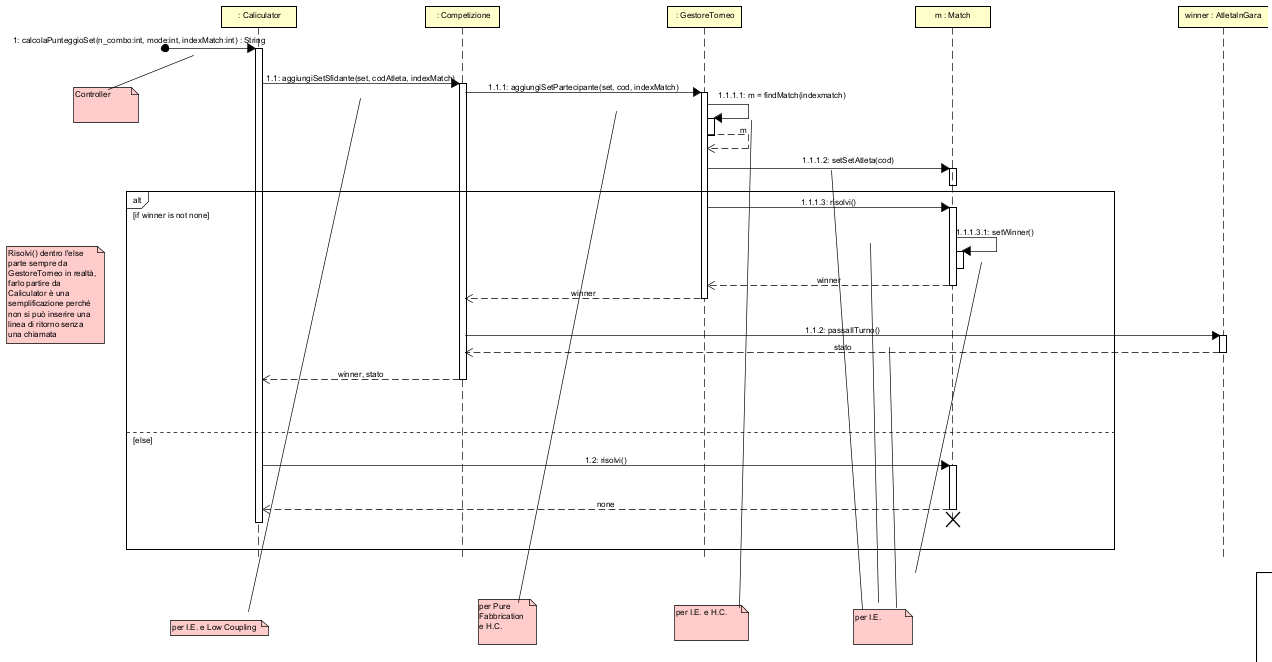 : Caliculator
: Competizione
: GestoreTorneo
m : Match
winner : AtletaInGara
1: calcolaPunteggioSet(n_combo:int, mode:int, indexMatch:int) : String
Controller
1.1: aggiungiSetSfidante(set, codAtleta, indexMatch)
1.1.1: aggiungiSetPartecipante(set, cod, indexMatch)
1.1.1.1: m = findMatch(indexmatch)
m
1.1.1.2: setSetAtleta(cod)
alt
[if winner is not none]
1.1.1.3: risolvi()
1.1.1.3.1: setWinner()
Risolvi() dentro l'else
parte sempre da
GestoreTorneo in realtà,
farlo partire da
Caliculator è una
semplificazione perché
non si può inserire una
linea di ritorno senza
una chiamata
winner
winner
1.1.2: passaIlTurno()
stato
winner, stato
[else]
1.2: risolvi()
none
per I.E. e Low Coupling
per Pure
Fabbrication
e H.C.
per I.E. e H.C.
per I.E.